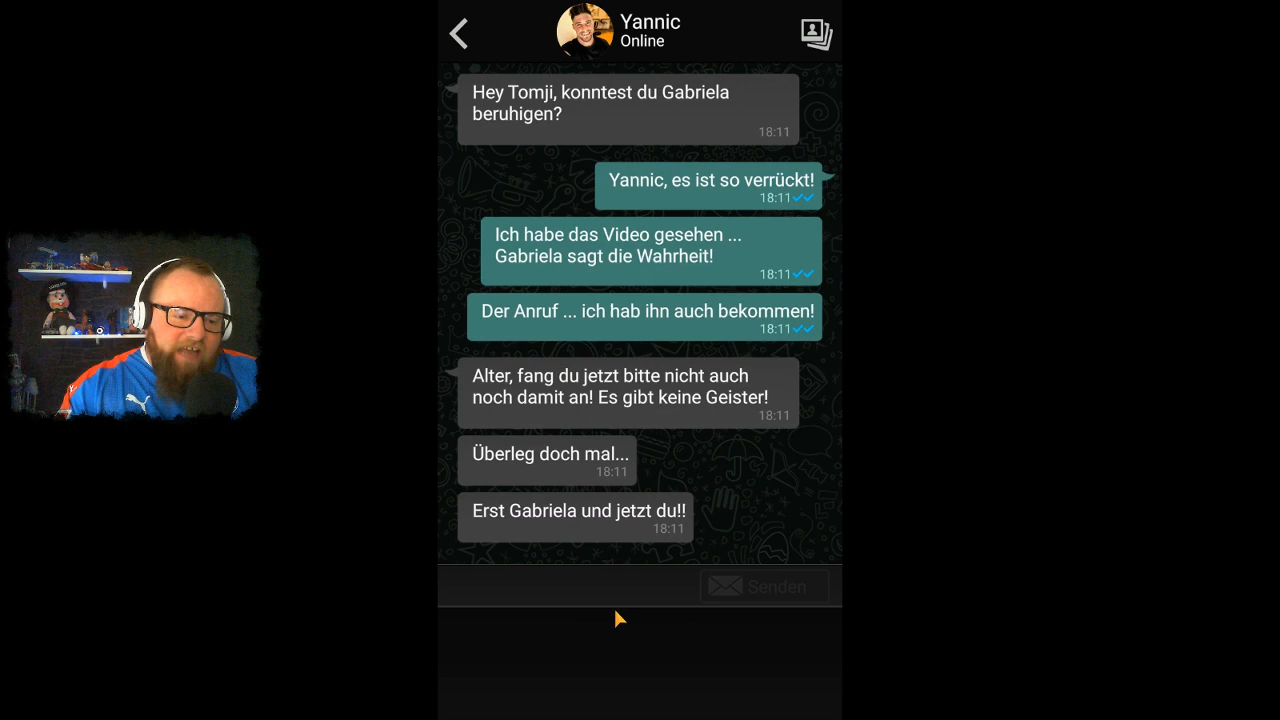 Yannic
Online
Hey Tomji, konntest du Gabriela
beruhigen?
18:11
Yannic, es ist so verrückt!
18:11
Ich habe das Video gesehen ...
Gabriela sagt die Wahrheit!
18:11
Der Anruf ... ich hab ihn auch bekommen!
18:11
Alter, fang du jetzt bitte nicht auch
noch damit an! Es gibt keine Geister!
18:11
Überleg doch mal...
18:11
Erst Gabriela und jetzt du!!
18:11
Senden